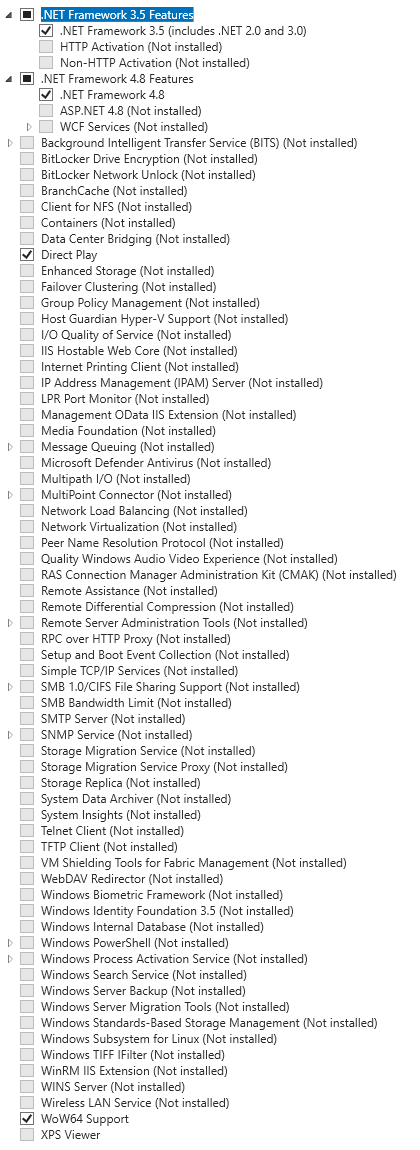 .NET Framework 3.5 Features
.NET Framework 3.5 (includes .NET 2.0 and 3.0)
HTTP Activation (Not installed)
Non-HTTP Activation (Not installed)
.NET Framework 4.8 Features
.NET Framework 4.8
ASP.NET 4.8 (Not installed)
WCF Services (Not installed)
Background Intelligent Transfer Service (BITS) (Not installed)
BitLocker Drive Encryption (Not installed)
BitLocker Network Unlock (Not installed)
BranchCache (Not installed)
Client for NFS (Not installed)
Containers (Not installed)
Data Center Bridging (Not installed)
Direct Play
Enhanced Storage (Not installed)
Failover Clustering (Not installed)
Group Policy Management (Not installed)
Host Guardian Hyper-V Support (Not installed)
I/O Quality of Service (Not installed)
IIS Hostable Web Core (Not installed)
Internet Printing Client (Not installed)
IP Address Management (IPAM) Server (Not installed)
LPR Port Monitor (Not installed)
Management OData IIS Extension (Not installed)
Media Foundation (Not installed)
Message Queuing (Not installed)
Microsoft Defender Antivirus (Not installed)
Multipath I/O (Not installed)
MultiPoint Connector (Not installed)
Network Load Balancing (Not installed)
Network Virtualization (Not installed)
Peer Name Resolution Protocol (Not installed)
Quality Windows Audio Video Experience (Not installed)
RAS Connection Manager Administration Kit (CMAK) (Not installed)
Remote Assistance (Not installed)
Remote Differential Compression (Not installed)
Remote Server Administration Tools (Not installed)
RPC over HTTP Proxy (Not installed)
Setup and Boot Event Collection (Not installed)
Simple TCP/IP Services (Not installed)
SMB 1.0/CIFS File Sharing Support (Not installed)
SMB Bandwidth Limit (Not installed)
SMTP Server (Not installed)
SNMP Service (Not installed)
Storage Migration Service (Not installed)
Storage Migration Service Proxy (Not installed)
Storage Replica (Not installed)
System Data Archiver (Not installed)
System Insights (Not installed)
Telnet Client (Not installed)
TFTP Client (Not installed)
VM Shielding Tools for Fabric Management (Not installed)
WebDAV Redirector (Not installed)
Windows Biometric Framework (Not installed)
Windows Identity Foundation 3.5 (Not installed)
Windows Internal Database (Not installed)
Windows PowerShell (Not installed)
Windows Process Activation Service (Not installed)
Windows Search Service (Not installed)
Windows Server Backup (Not installed)
Windows Server Migration Tools (Not installed)
Windows Standards-Based Storage Management (Not installed)
Windows Subsystem for Linux (Not installed)
Windows TIFF IFilter (Not installed)
WinRM IIS Extension (Not installed)
WINS Server (Not installed)
Wireless LAN Service (Not installed)
WoW64 Support
XPS Viewer